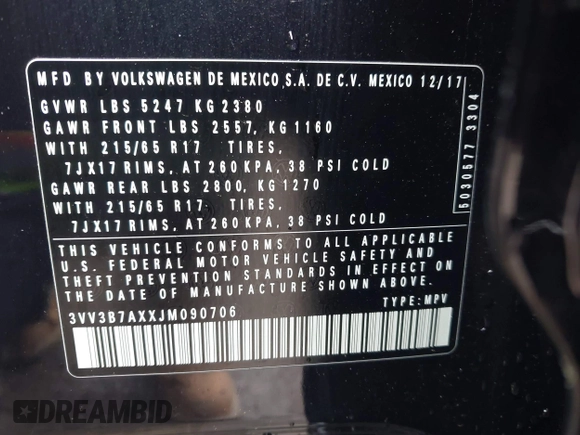 MFD BY VOLKSWAGEN DE MEXICO,S.A. DE C.V. MEXICO 12/17
GVWR LBS 5247 KG 2380
GAWR FRONT LBS 2557, KG 1160
WITH 215/65 R17 TIRES,
7JX17 RIMS, AT 260 KPA, 38 PSI COLD
GAWR REAR LBS 2800, KG 1270
WITH 215/65 R17 TIRES,
7JX17 RIMS, AT 260 KPA, 38 PSI COLD
5030577 3304
THIS VEHICLE CONFORMS TO ALL APPLICABLE
U.S. FEDERAL MOTOR VEHICLE SAFETY AND
THEFT PREVENTION STANDARDS IN EFFECT ON
THE DATE OF MANUFACTURE SHOWN ABOVE.
3VV3B7AXXJM090706 TYPE: MPV
DREAMBID